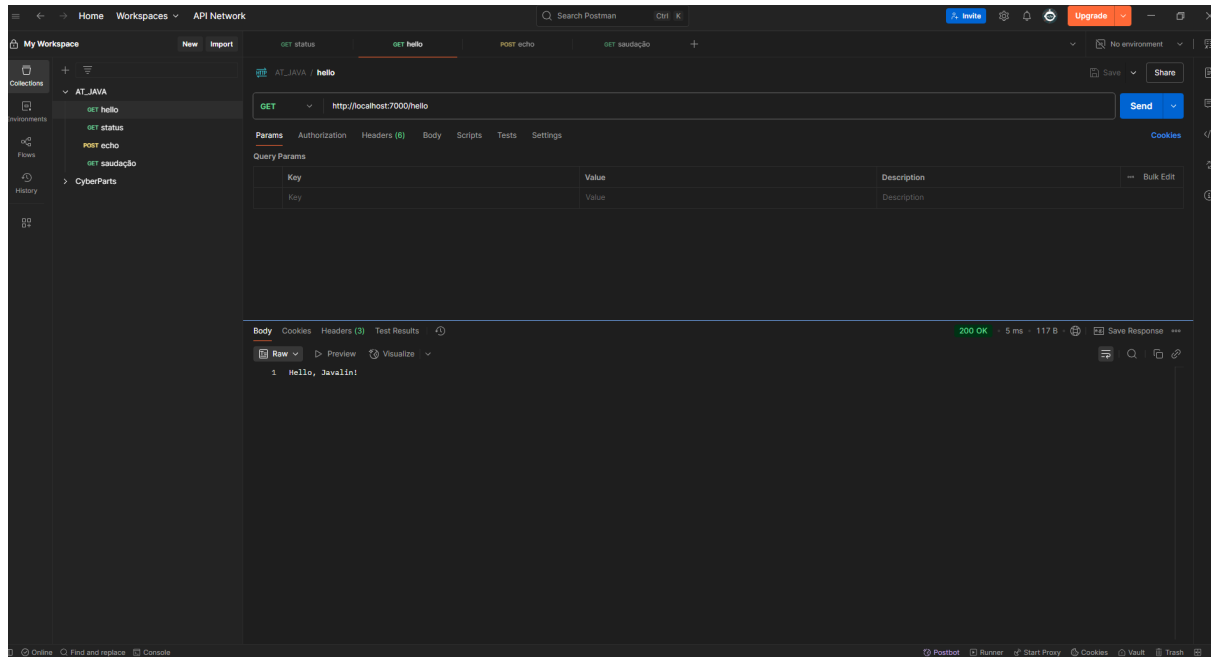 Home Workspaces API Network Search Postman Ctrl K Invite Upgrade
My Workspace New Import GET status GET hello POST echo GET saudação No environment
Collections
AT_JAVA / hello Save Share
AT_JAVA
GET hello
GET http://localhost:7000/hello Send
Environments
GET status
POST echo
Params Authorization Headers (6) Body Scripts Tests Settings Cookies
Flows
GET saudação
Query Params
History
CyberParts
Key Value Description Bulk Edit
Key Value Description
Body Cookies Headers (3) Test Results 200 OK 5 ms 117 B Save Response
Raw Preview Visualize
1 Hello, Javalin!
Online Find and replace Console Postbot Runner Start Proxy Cookies Vault Trash